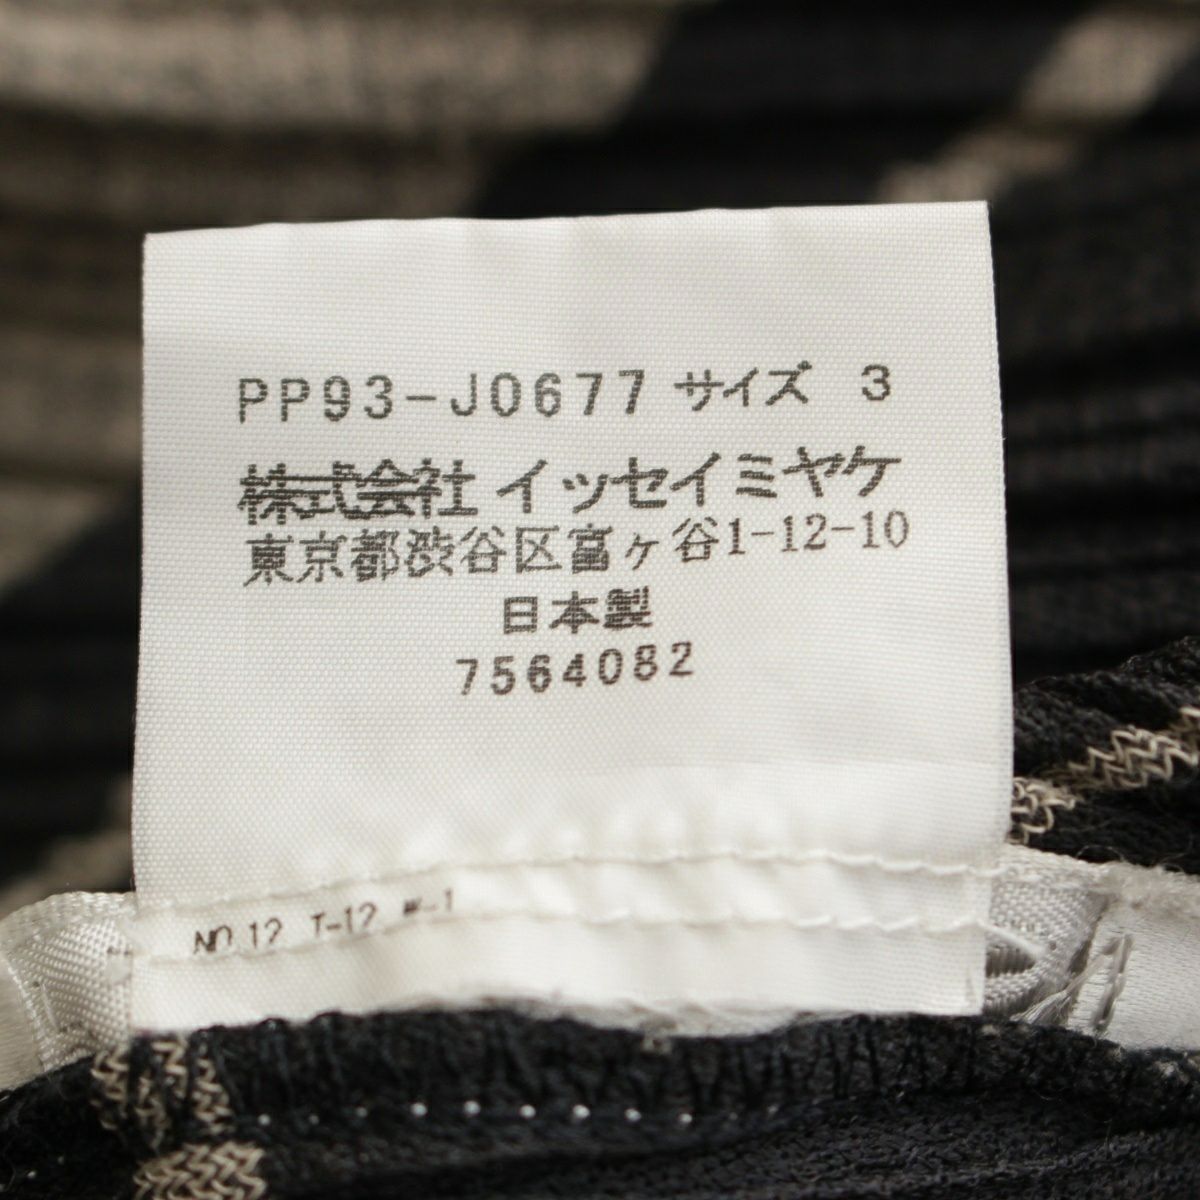 PP93-J0677 サイズ 3
株式会社 イッセイミヤケ
東京都渋谷区富ヶ谷1-12-10
日本製
7564082
NO.12 T-12 #-1